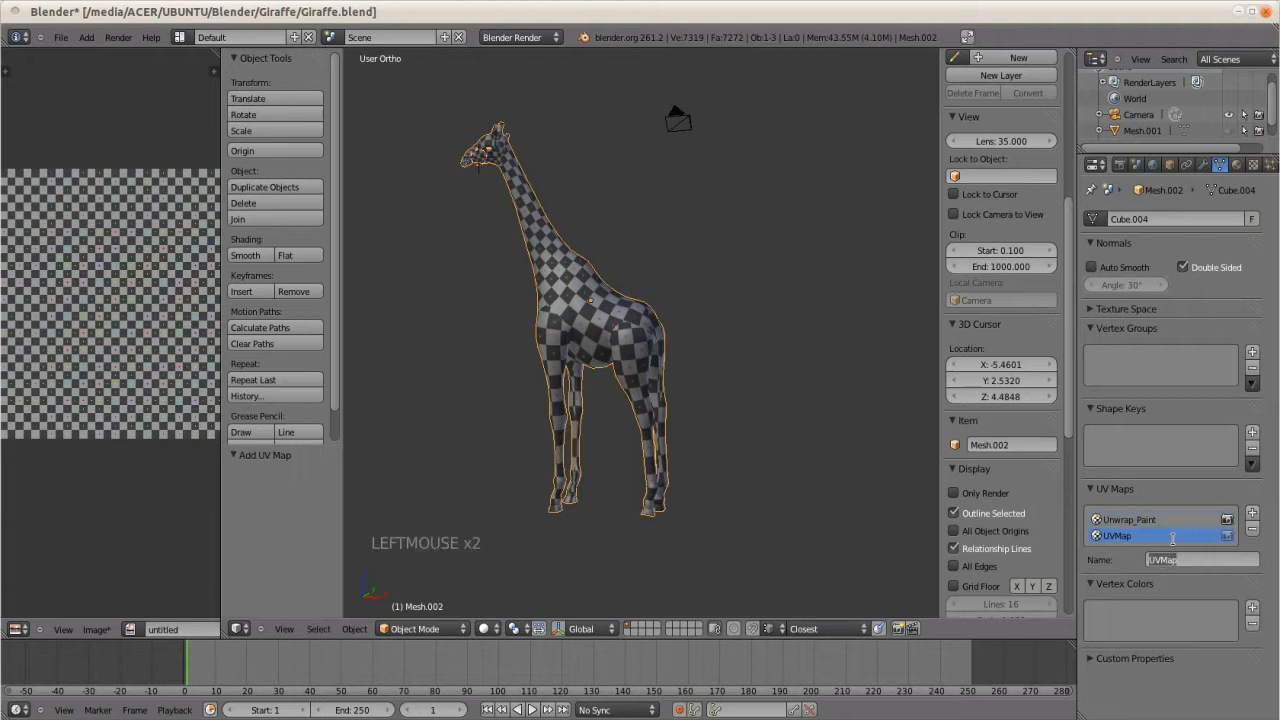 Blender* [/media/ACER/UBUNTU/Blender/Giraffe/Giraffe.blend]
File Add Render Help Default Scene Blender Render blender.org 261.2 | Ve:7319 | Fa:7272 | Ob:1-3 | La:0 | Mem:43.55M (4.10M) | Mesh.002
Object Tools
Transform:
Translate
Rotate
Scale
Origin
Object:
Duplicate Objects
Delete
Join
Shading:
Smooth Flat
Keyframes:
Insert Remove
Motion Paths:
Calculate Paths
Clear Paths
Repeat:
Repeat Last
History...
Grease Pencil:
Draw Line
Add UV Map
User Ortho
LEFTMOUSE x2
(1) Mesh.002
New
New Layer
Delete Frame Convert
View
Lens: 35.000
Lock to Object:
Lock to Cursor
Lock Camera to View
Clip:
Start: 0.100
End: 1000.000
Local Camera:
Camera
3D Cursor
Location:
X: -5.4601
Y: 2.5320
Z: 4.4848
Item
Mesh.002
Display
Only Render
Outline Selected
All Object Origins
Relationship Lines
All Edges
Grid Floor X Y Z
Lines: 16
View Search All Scenes
RenderLayers |
World
Camera |
Mesh.001 |
Mesh.002 Cube.004
Cube.004 F
Normals
Auto Smooth Double Sided
Angle: 30°
Texture Space
Vertex Groups
Shape Keys
UV Maps
Unwrap_Paint
UVMap
Name: UVMap
Vertex Colors
Custom Properties
View Image* untitled
View Select Object Object Mode Global Closest
-50 -40 -30 -20 -10 0 10 20 30 40 50 60 70 80 90 100 110 120 130 140 150 160 170 180 190 200 210 220 230 240 250 260 270 280
View Marker Frame Playback Start: 1 End: 250 1 No Sync